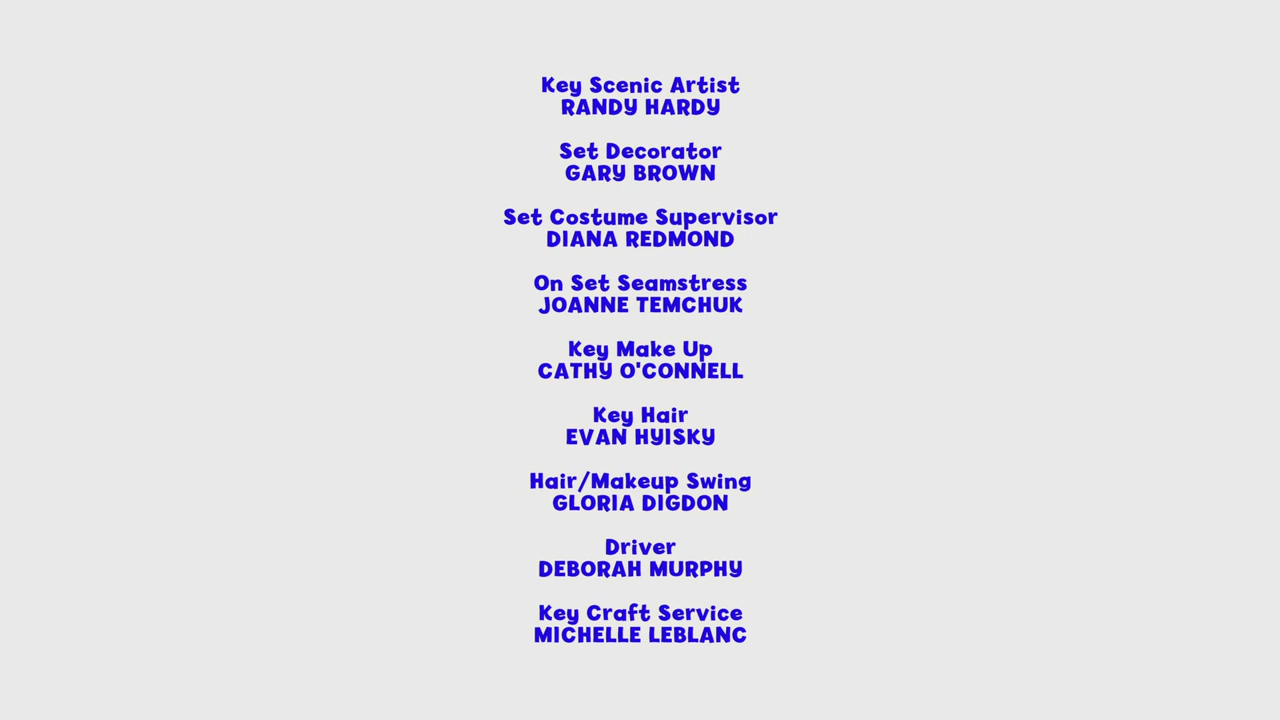 Key Scenic Artist
RANDY HARDY
Set Decorator
GARY BROWN
Set Costume Supervisor
DIANA REDMOND
On Set Seamstress
JOANNE TEMCHUK
Key Make Up
CATHY O'CONNELL
Key Hair
EVAN HYISKY
Hair/Makeup Swing
GLORIA DIGDON
Driver
DEBORAH MURPHY
Key Craft Service
MICHELLE LEBLANC